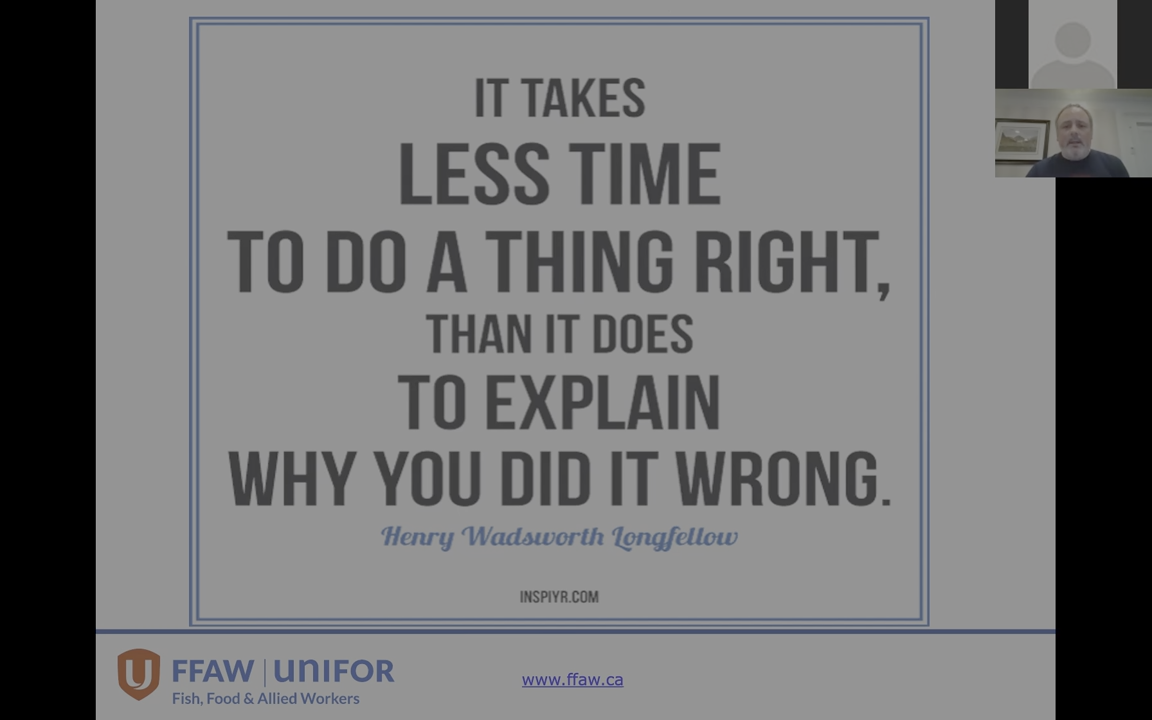 IT TAKES
LESS TIME
TO DO A THING RIGHT,
THAN IT DOES
TO EXPLAIN
WHY YOU DID IT WRONG.
Henry Wadsworth Longfellow
INSPIYR.COM
FFAW | UNIFOR
Fish, Food & Allied Workers
www.ffaw.ca